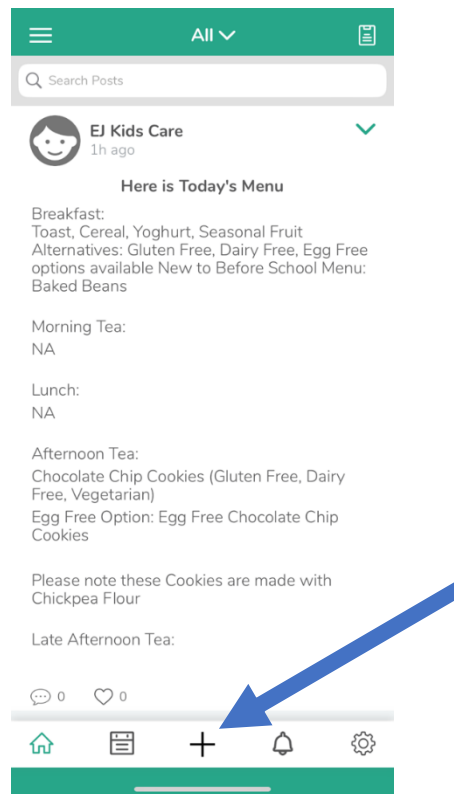 All
Search Posts
EJ Kids Care
1h ago
Here is Today's Menu
Breakfast:
Toast, Cereal, Yoghurt, Seasonal Fruit
Alternatives: Gluten Free, Dairy Free, Egg Free
options available New to Before School Menu:
Baked Beans
Morning Tea:
NA
Lunch:
NA
Afternoon Tea:
Chocolate Chip Cookies (Gluten Free, Dairy
Free, Vegetarian)
Egg Free Option: Egg Free Chocolate Chip
Cookies
Please note these Cookies are made with
Chickpea Flour
Late Afternoon Tea:
0 0